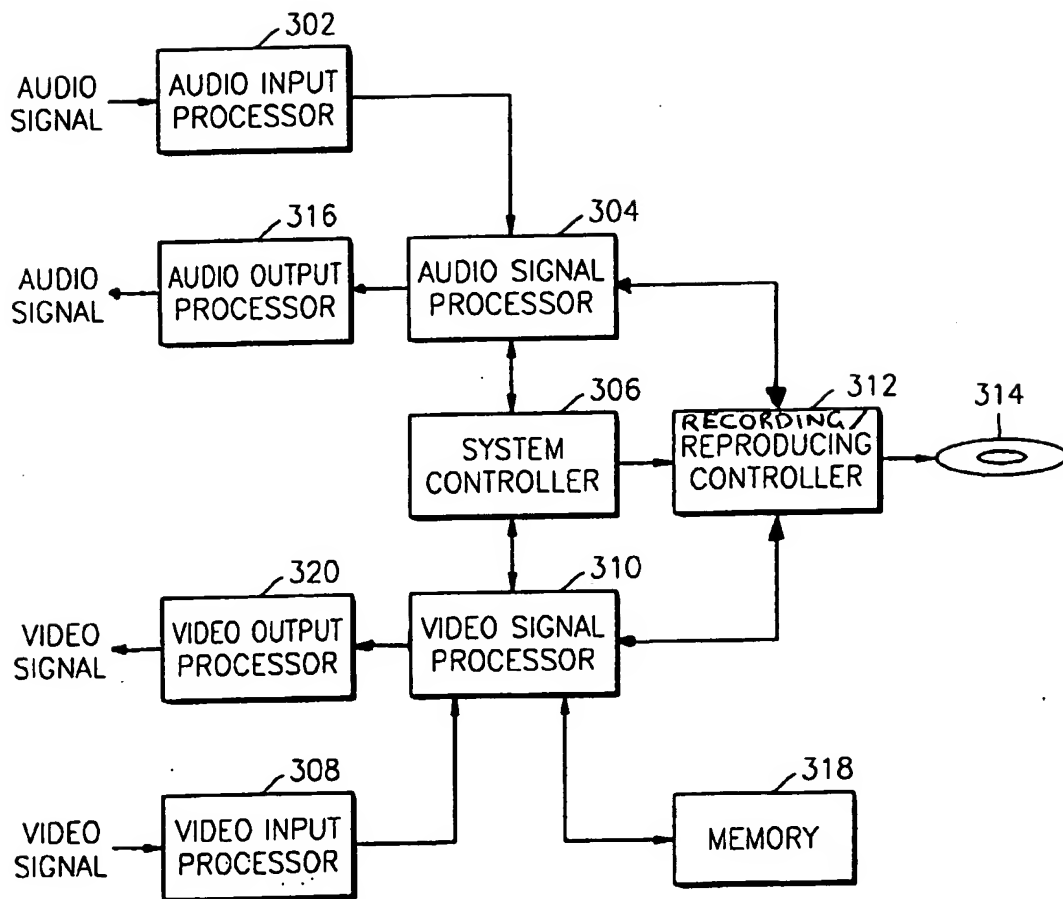 302
AUDIO
SIGNAL
AUDIO INPUT
PROCESSOR
316
304
AUDIO
SIGNAL
AUDIO OUTPUT
PROCESSOR
AUDIO SIGNAL
PROCESSOR
306
312
314
SYSTEM
CONTROLLER
RECORDING/
REPRODUCING
CONTROLLER
320
310
VIDEO
SIGNAL
VIDEO OUTPUT
PROCESSOR
VIDEO SIGNAL
PROCESSOR
308
318
VIDEO
SIGNAL
VIDEO INPUT
PROCESSOR
MEMORY